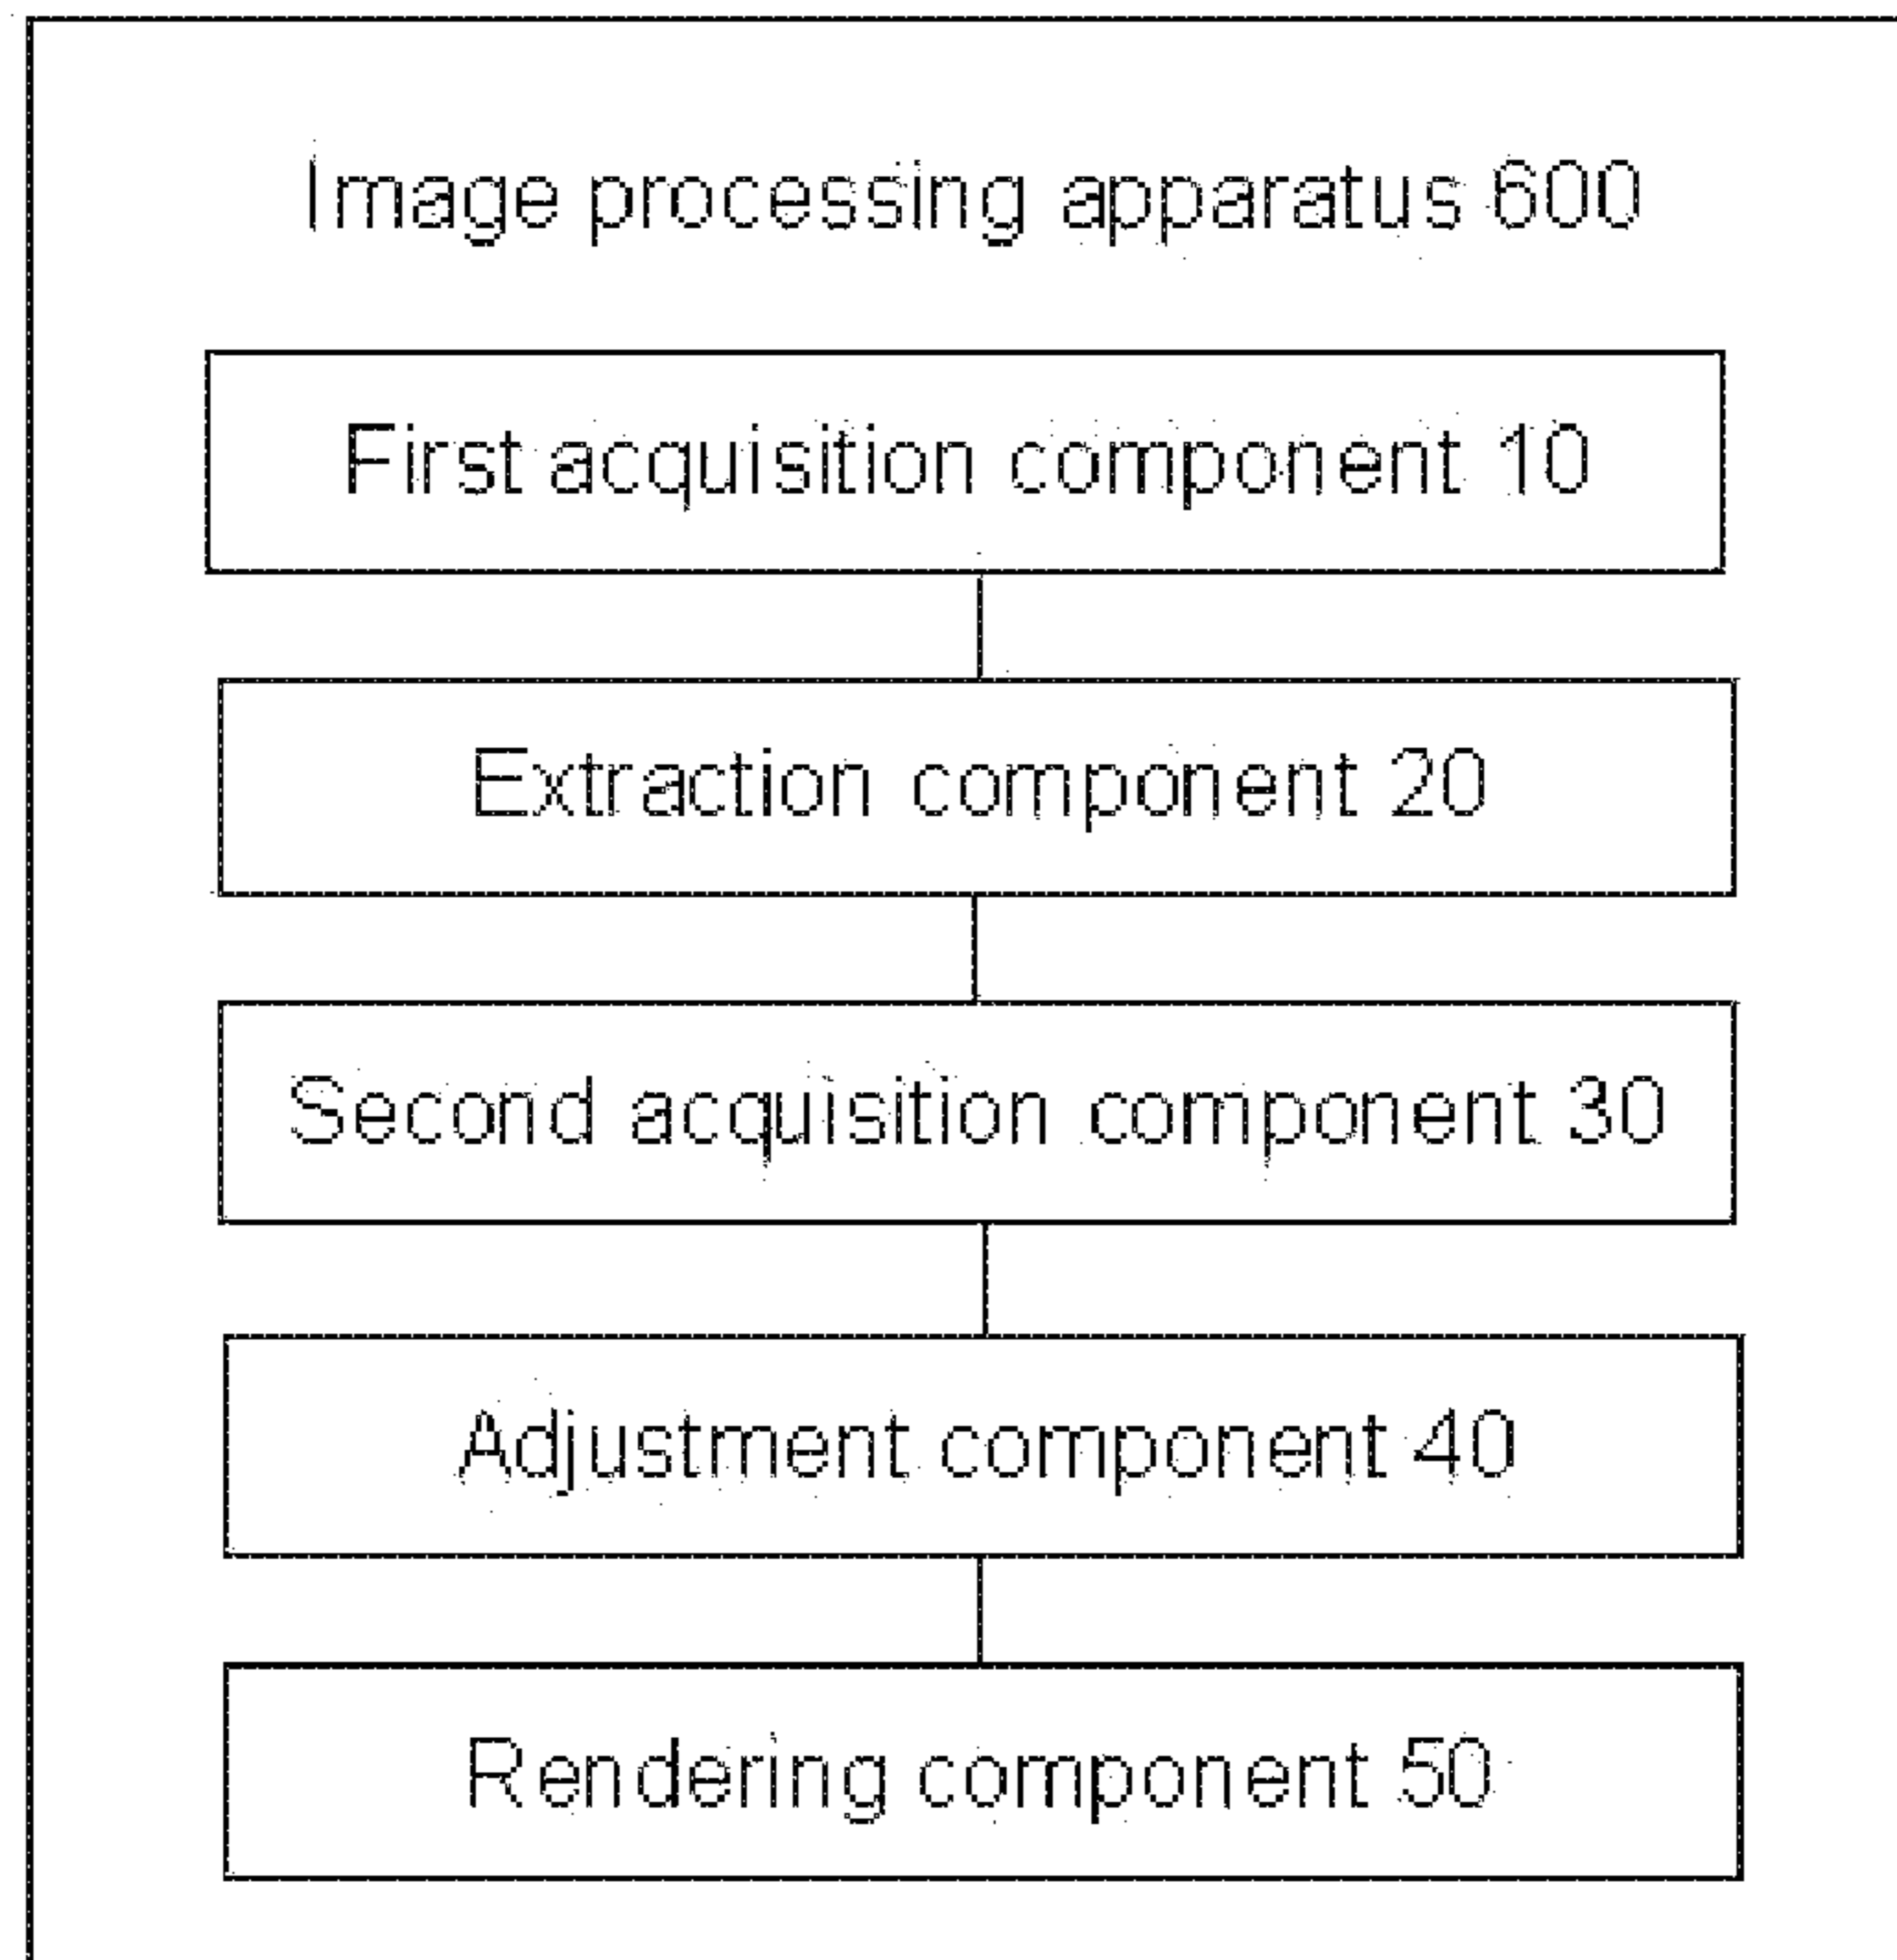 Image processing apparatus 600
First acquisition component 10
Extraction component 20
Second acquisition component 30
Adjustment component 40
Rendering component 50